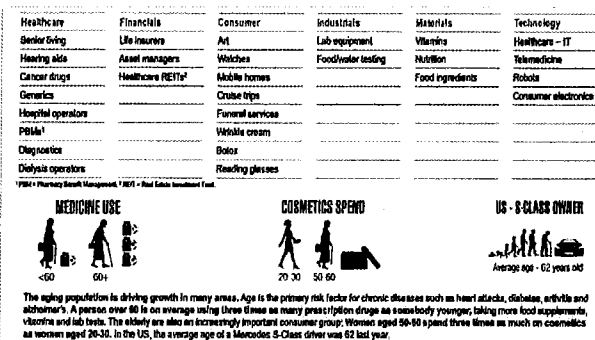 Healthcare Financials Consumer Industrials Materials Technology
Senior living Life insurers Art Lab equipment Vitamins Healthcare – IT
Hearing aids Asset managers Watches Food/water testing Nutrition Telemedicine
Cancer drugs Healthcare REITs² Mobile homes Food ingredients Robots
Generics Cruise trips Consumer electronics
Hospital operators Funeral services
PBMs¹ Wrinkle cream
Diagnostics Botox
Dialysis operators Reading glasses
¹ PBM = Pharmacy Benefit Management, ² REIT = Real Estate Investment Trust.
MEDICINE USE COSMETICS SPEND US - S-CLASS OWNER
<60 60+ 20-30 50-60 Average age - 62 years old
The aging population is driving growth in many areas. Age is the primary risk factor for chronic diseases such as heart attacks, diabetes, arthritis and
alzheimer's. A person over 60 is on average using three times as many prescription drugs as somebody younger, taking more food supplements,
vitamins and lab tests. The elderly are also an increasingly important consumer group: Women aged 50-60 spend three times as much on cosmetics
as women aged 20-30. In the US, the average age of a Mercedes S-Class driver was 62 last year.